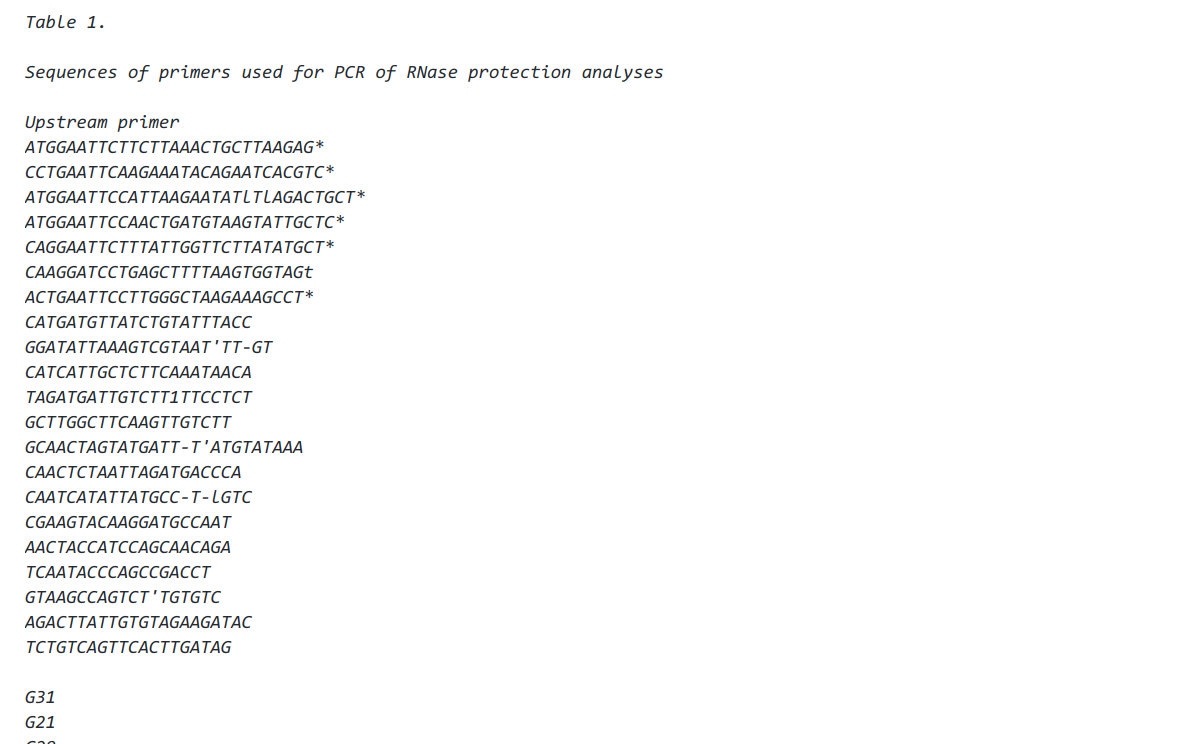 Table 1.
Sequences of primers used for PCR of RNase protection analyses
Upstream primer
ATGGAATTCTTCTTAAACTGCTTAAGAG*
CCTGAATTCAAGAAATACAGAATCACGTC*
ATGGAATTCCATTAAGAATATlTlAGACTGCT*
ATGGAATTCCAACTGATGTAAGTATTGCTC*
CAGGAATTCTTTATTGGTTCTTATATGCT*
CAAGGATCCTGAGCTTTTAAGTGGTAGt
ACTGAATTCCTTGGGCTAAGAAAGCCT*
CATGATGTTATCTGTATTTACC
GGATATTAAAGTCGTAAT'TT-GT
CATCATTGCTCTTCAAATAACA
TAGATGATTGTCTT1TTCCTCT
GCTTGGCTTCAAGTTGTCTT
GCAACTAGTATGATT-T'ATGTATAAA
CAACTCTAATTAGATGACCCA
CAATCATATTATGCC-T-lGTC
CGAAGTACAAGGATGCCAAT
AACTACCATCCAGCAACAGA
TCAATACCCAGCCGACCT
GTAAGCCAGTCT'TGTGTC
AGACTTATTGTGTAGAAGATAC
TCTGTCAGTTCACTTGATAG
G31
G21